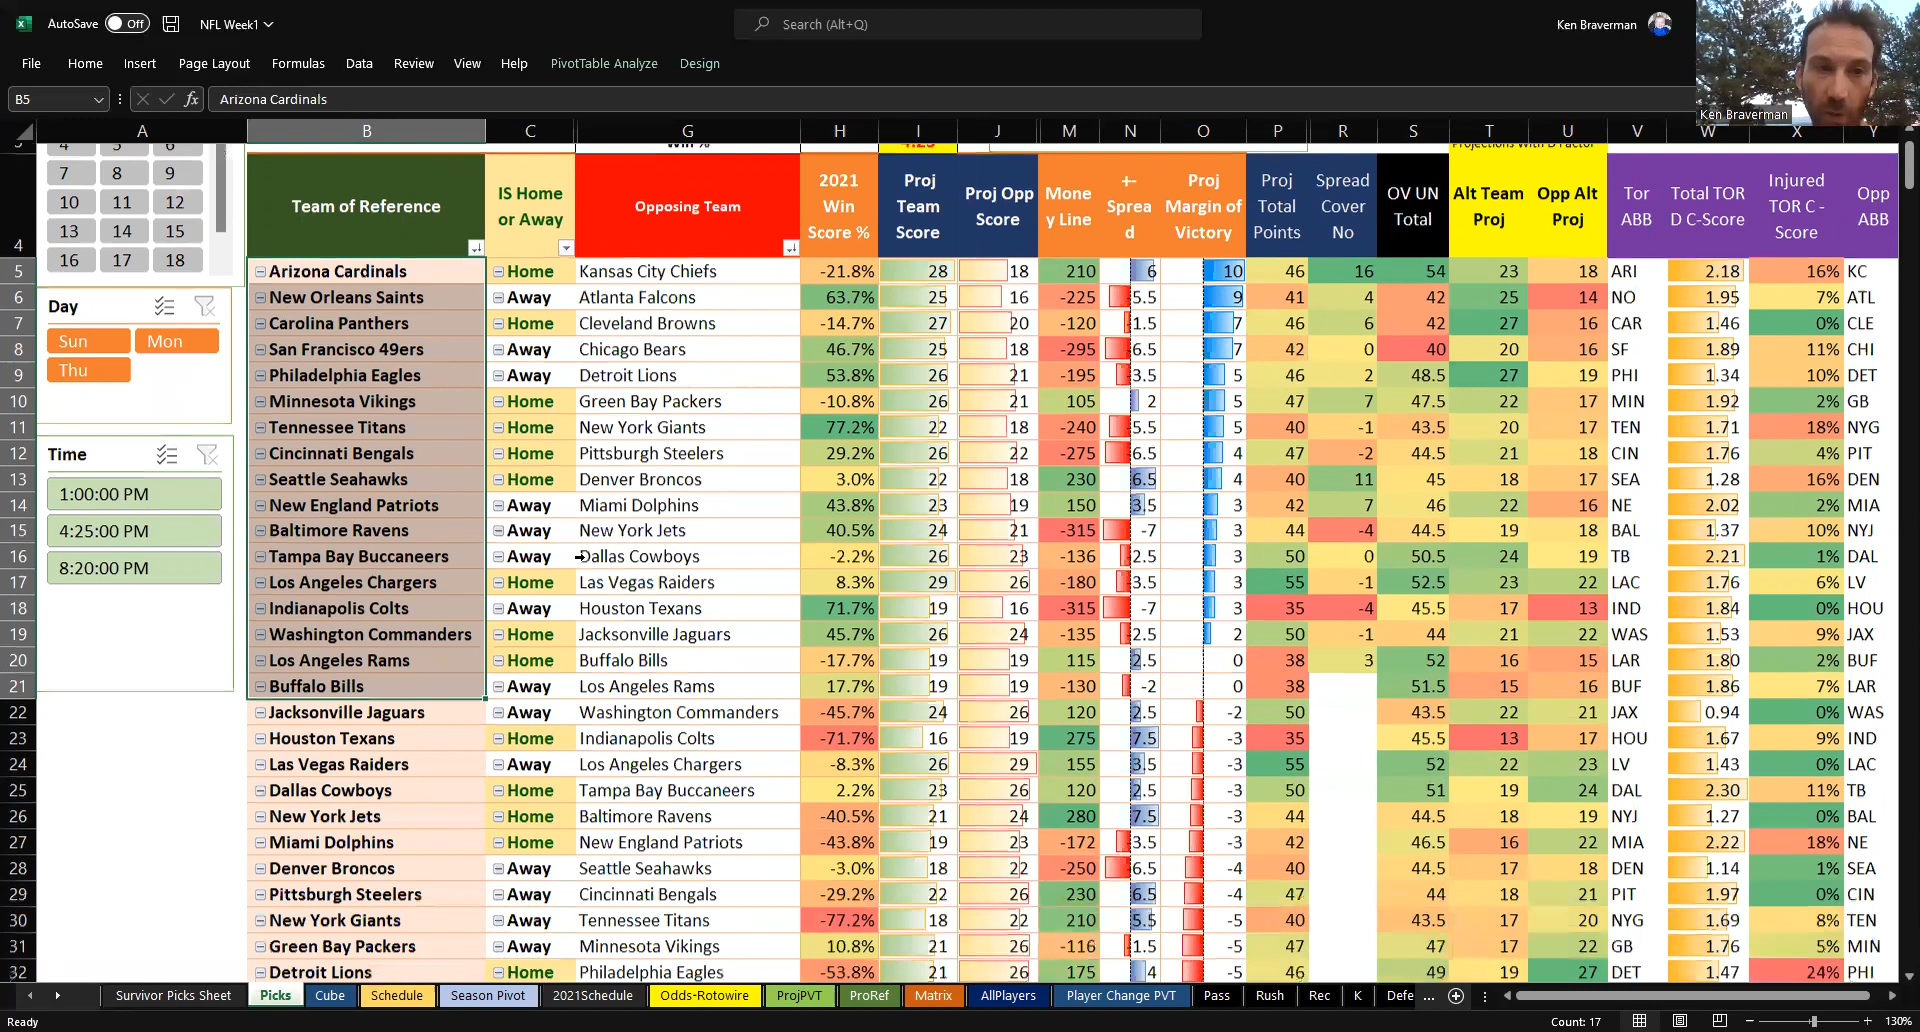 AutoSave Off NFL Week1 Search (Alt+Q) Ken Braverman
File Home Insert Page Layout Formulas Data Review View Help PivotTable Analyze Design
B5 fx Arizona Cardinals
Ken Braverman
A B C G H I J M N O P R S T U V W X Y
4 Team of Reference IS Home or Away Opposing Team 2021 Win Score % Proj Team Score Proj Opp Score Mone y Line +- Sprea d Proj Margin of Victory Proj Total Points Spread Cover No OV UN Total Alt Team Proj Opp Alt Proj Tor ABB Total TOR D C-Score Injured TOR C - Score Opp ABB
5 Arizona Cardinals Home Kansas City Chiefs -21.8% 28 18 210 6 10 46 16 54 23 18 ARI 2.18 16% KC
6 New Orleans Saints Away Atlanta Falcons 63.7% 25 16 -225 5.5 9 41 4 42 25 14 NO 1.95 7% ATL
7 Carolina Panthers Home Cleveland Browns -14.7% 27 20 -120 1.5 7 46 6 42 27 16 CAR 1.46 0% CLE
8 San Francisco 49ers Away Chicago Bears 46.7% 25 18 -295 6.5 7 42 0 40 20 16 SF 1.89 11% CHI
9 Philadelphia Eagles Away Detroit Lions 53.8% 26 21 -195 3.5 5 46 2 48.5 27 19 PHI 1.34 10% DET
10 Minnesota Vikings Home Green Bay Packers -10.8% 26 21 105 2 5 47 7 47.5 22 17 MIN 1.92 2% GB
11 Tennessee Titans Home New York Giants 77.2% 22 18 -240 5.5 5 40 -1 43.5 20 17 TEN 1.71 18% NYG
12 Cincinnati Bengals Home Pittsburgh Steelers 29.2% 26 22 -275 6.5 4 47 -2 44.5 21 18 CIN 1.76 4% PIT
13 Seattle Seahawks Home Denver Broncos 3.0% 22 18 230 6.5 4 40 11 45 18 17 SEA 1.28 16% DEN
14 New England Patriots Away Miami Dolphins 43.8% 23 19 150 3.5 3 42 7 46 22 16 NE 2.02 2% MIA
15 Baltimore Ravens Away New York Jets 40.5% 24 21 -315 -7 3 44 -4 44.5 19 18 BAL 1.37 10% NYJ
16 Tampa Bay Buccaneers Away Dallas Cowboys -2.2% 26 23 -136 2.5 3 50 0 50.5 24 19 TB 2.21 1% DAL
17 Los Angeles Chargers Home Las Vegas Raiders 8.3% 29 26 -180 3.5 3 55 -1 52.5 23 22 LAC 1.76 6% LV
18 Indianapolis Colts Away Houston Texans 71.7% 19 16 -315 -7 3 35 -4 45.5 17 13 IND 1.84 0% HOU
19 Washington Commanders Home Jacksonville Jaguars 45.7% 26 24 -135 2.5 2 50 -1 44 21 22 WAS 1.53 9% JAX
20 Los Angeles Rams Home Buffalo Bills -17.7% 19 19 115 2.5 0 38 3 52 16 15 LAR 1.80 2% BUF
21 Buffalo Bills Away Los Angeles Rams 17.7% 19 19 -130 -2 0 38 51.5 15 16 BUF 1.86 7% LAR
22 Jacksonville Jaguars Away Washington Commanders -45.7% 24 26 120 2.5 -2 50 43.5 22 21 JAX 0.94 0% WAS
23 Houston Texans Home Indianapolis Colts -71.7% 16 19 275 7.5 -3 35 45.5 13 17 HOU 1.67 9% IND
24 Las Vegas Raiders Away Los Angeles Chargers -8.3% 26 29 155 3.5 -3 55 52 22 23 LV 1.43 0% LAC
25 Dallas Cowboys Home Tampa Bay Buccaneers 2.2% 23 26 120 2.5 -3 50 51 19 24 DAL 2.30 11% TB
26 New York Jets Home Baltimore Ravens -40.5% 21 24 280 7.5 -3 44 44.5 18 19 NYJ 1.27 0% BAL
27 Miami Dolphins Home New England Patriots -43.8% 19 23 -172 3.5 -3 42 46.5 16 22 MIA 2.22 18% NE
28 Denver Broncos Away Seattle Seahawks -3.0% 18 22 -250 6.5 -4 40 44.5 17 18 DEN 1.14 1% SEA
29 Pittsburgh Steelers Away Cincinnati Bengals -29.2% 22 26 230 6.5 -4 47 44 18 21 PIT 1.97 0% CIN
30 New York Giants Away Tennessee Titans -77.2% 18 22 210 5.5 -5 40 43.5 17 20 NYG 1.69 8% TEN
31 Green Bay Packers Away Minnesota Vikings 10.8% 21 26 -116 1.5 -5 47 47 17 22 GB 1.76 5% MIN
32 Detroit Lions Home Philadelphia Eagles -53.8% 21 26 175 4 -5 46 49 19 27 DET 1.47 24% PHI
4 5 6
7 8 9
10 11 12
13 14 15
16 17 18
Day
Sun Mon
Thu
Time
1:00:00 PM
4:25:00 PM
8:20:00 PM
Survivor Picks Sheet Picks Cube Schedule Season Pivot 2021Schedule Odds-Rotowire ProjPVT ProRef Matrix AllPlayers Player Change PVT Pass Rush Rec K Defe ...
Ready Count: 17 130%